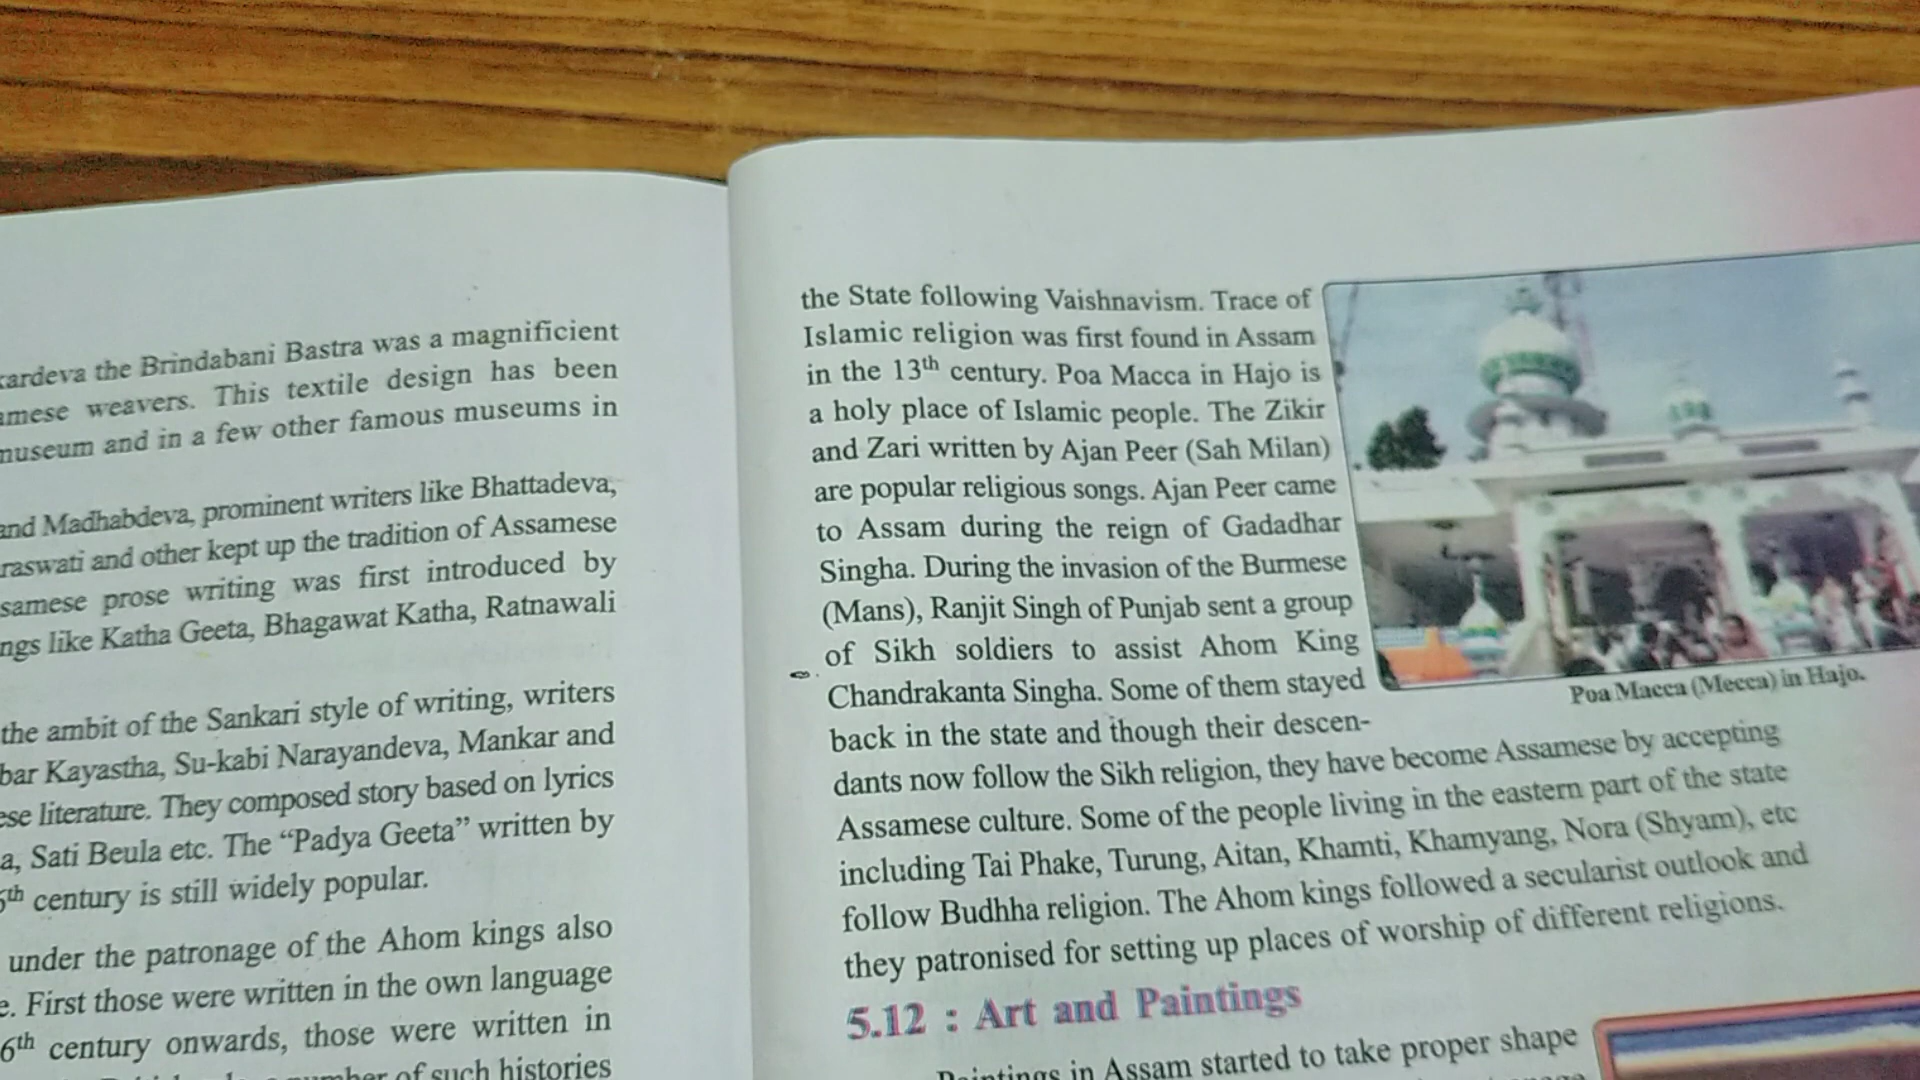 kardeva the Brindabani Bastra was a magnificient
amese weavers. This textile design has been
museum and in a few other famous museums in
and Madhabdeva, prominent writers like Bhattadeva,
raswati and other kept up the tradition of Assamese
samese prose writing was first introduced by
ngs like Katha Geeta, Bhagawat Katha, Ratnawali
the ambit of the Sankari style of writing, writers
bar Kayastha, Su-kabi Narayandeva, Mankar and
ese literature. They composed story based on lyrics
a, Sati Beula etc. The “Padya Geeta” written by
century is still widely popular.
under the patronage of the Ahom kings also
e. First those were written in the own language
6th century onwards, those were written in
number of such histories
the State following Vaishnavism. Trace of
Islamic religion was first found in Assam
in the 13th century. Poa Macca in Hajo is
a holy place of Islamic people. The Zikir
and Zari written by Ajan Peer (Sah Milan)
are popular religious songs. Ajan Peer came
to Assam during the reign of Gadadhar
Singha. During the invasion of the Burmese
(Mans), Ranjit Singh of Punjab sent a group
of Sikh soldiers to assist Ahom King
Chandrakanta Singha. Some of them stayed
back in the state and though their descen-
dants now follow the Sikh religion, they have become Assamese by accepting
Assamese culture. Some of the people living in the eastern part of the state
including Tai Phake, Turung, Aitan, Khamti, Khamyang, Nora (Shyam), etc
follow Budhha religion. The Ahom kings followed a secularist outlook and
they patronised for setting up places of worship of different religions.
Poa Macca (Mecca) in Hajo.
5.12 : Art and Paintings
Paintings in Assam started to take proper shape